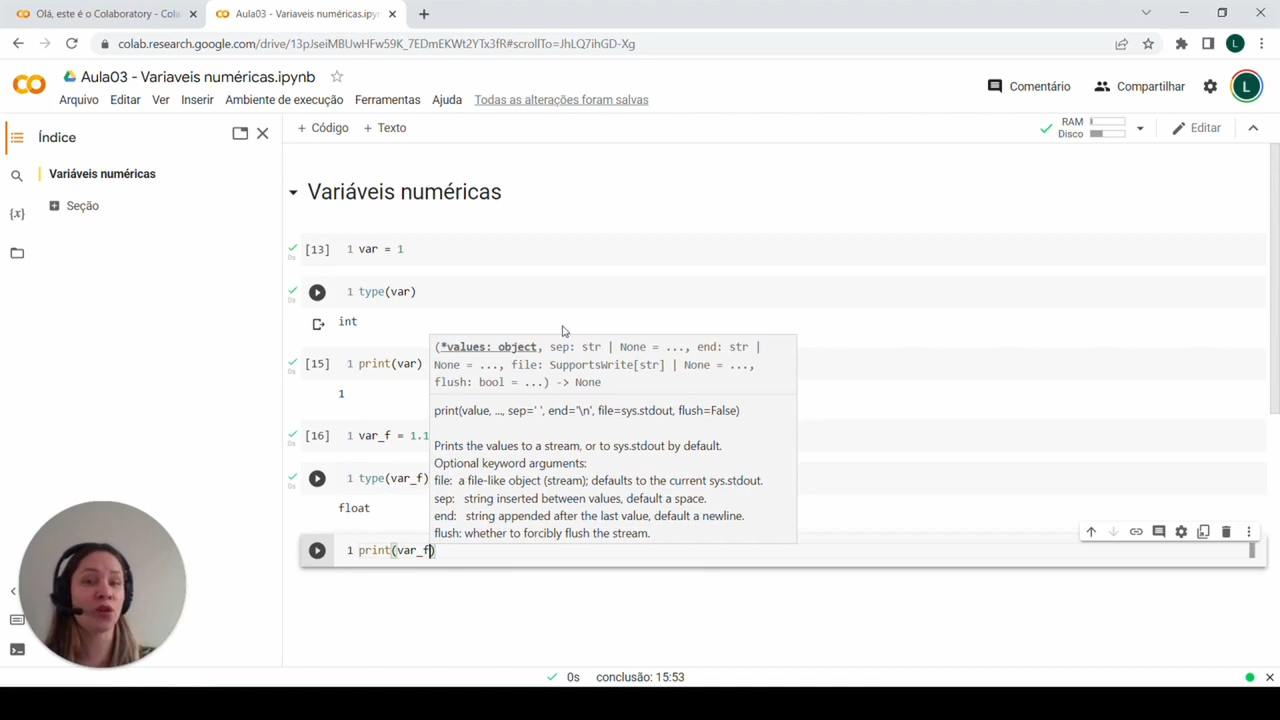 Olá, este é o Colaboratory - Cola
Aula03 - Variaveis numéricas.ipyn
colab.research.google.com/drive/13pJseiMBUwHFw59K_7EDmEKWt2YTx3fR#scrollTo=JhLQ7ihGD-Xg
L
Aula03 - Variaveis numéricas.ipynb
Comentário
Compartilhar
L
Arquivo Editar Ver Inserir Ambiente de execução Ferramentas Ajuda Todas as alterações foram salvas
Índice
+ Código + Texto
RAM
Disco
Editar
Variáveis numéricas
Seção
{x}
Variáveis numéricas
0s [13] 1 var = 1
0s 1 type(var)
int
0s [15] 1 print(var)
1
(*values: object, sep: str | None = ..., end: str |
None = ..., file: SupportsWrite[str] | None = ...,
flush: bool = ...) -> None
print(value, ..., sep=' ', end='\n', file=sys.stdout, flush=False)
Prints the values to a stream, or to sys.stdout by default.
Optional keyword arguments:
file: a file-like object (stream); defaults to the current sys.stdout.
sep: string inserted between values, default a space.
end: string appended after the last value, default a newline.
flush: whether to forcibly flush the stream.
0s [16] 1 var_f = 1.1
0s 1 type(var_f)
float
1 print(var_f)
0s conclusão: 15:53